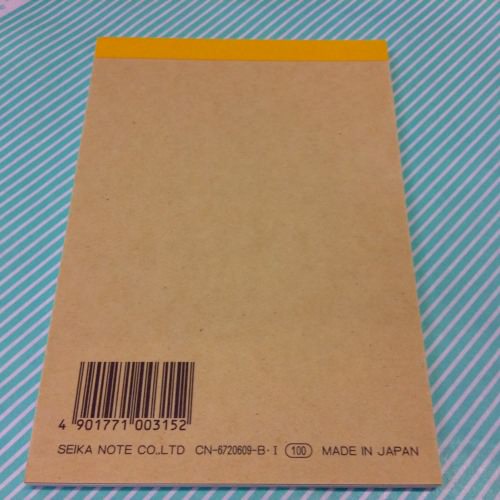 4 901771 003152
SEIKA NOTE CO.,LTD CN-6720609-B・I 100 MADE IN JAPAN